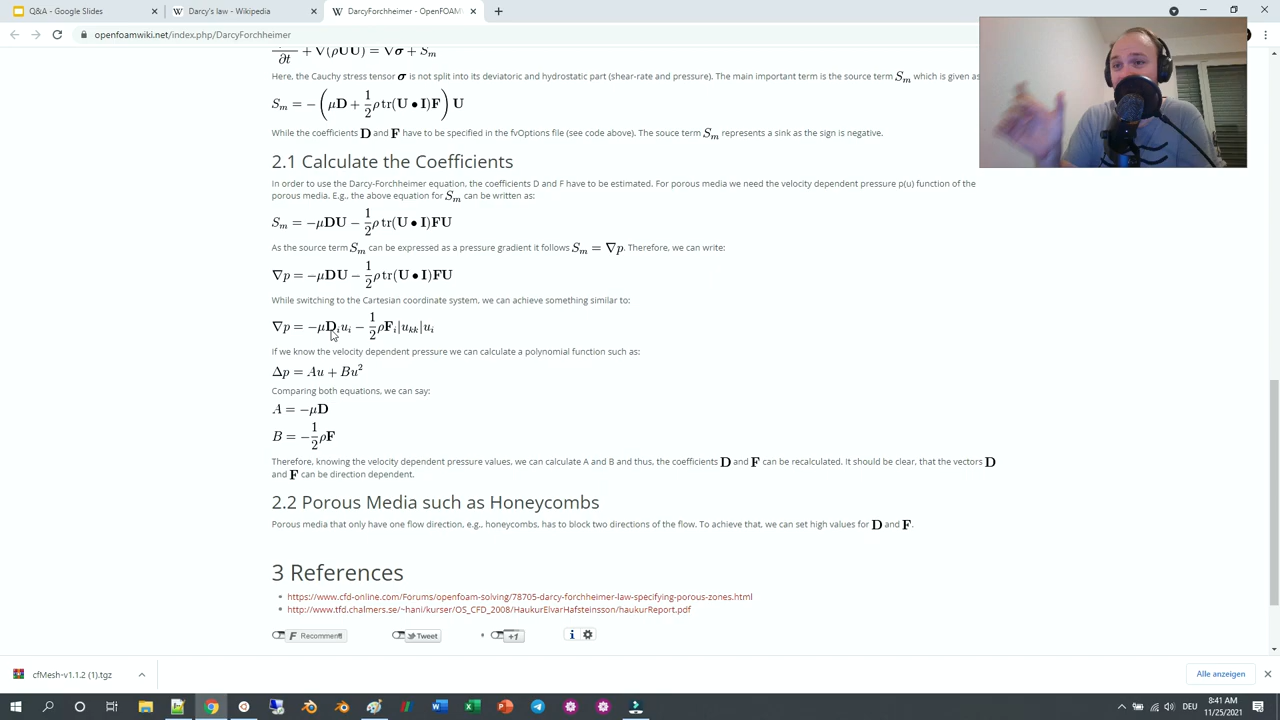 Q&A - Google Slides
Darcy's law - Wikipedia
DarcyForchheimer - OpenFOAM
openfoamwiki.net/index.php/DarcyForchheimer
∂t + ∇(ρUU) = ∇σ + Sm
Here, the Cauchy stress tensor σ is not split into its deviatoric and hydrostatic part (shear-rate and pressure). The main important term is the source term Sm which is given as
Sm = −(μD + 1/2 ρ tr(U • I)F) U
While the coefficients D and F have to be specified in the fvOptions file (see code above). The souce term Sm represents a sink as the sign is negative.
2.1 Calculate the Coefficients
In order to use the Darcy-Forchheimer equation, the coefficients D and F have to be estimated. For porous media we need the velocity dependent pressure p(u) function of the
porous media. E.g., the above equation for Sm can be written as:
Sm = −μDU − 1/2 ρ tr(U • I)FU
As the source term Sm can be expressed as a pressure gradient it follows Sm = ∇p. Therefore, we can write:
∇p = −μDU − 1/2 ρ tr(U • I)FU
While switching to the Cartesian coordinate system, we can achieve something similar to:
∇p = −μDiui − 1/2 ρFi|ukk|ui
If we know the velocity dependent pressure we can calculate a polynomial function such as:
Δp = Au + Bu²
Comparing both equations, we can say:
A = −μD
B = −1/2 ρF
Therefore, knowing the velocity dependent pressure values, we can calculate A and B and thus, the coefficients D and F can be recalculated. It should be clear, that the vectors D
and F can be direction dependent.
2.2 Porous Media such as Honeycombs
Porous media that only have one flow direction, e.g., honeycombs, has to block two directions of the flow. To achieve that, we can set high values for D and F.
3 References
https://www.cfd-online.com/Forums/openfoam-solving/78705-darcy-forchheimer-law-specifying-porous-zones.html
http://www.tfd.chalmers.se/~hani/kurser/OS_CFD_2008/HaukurElvarHafsteinsson/haukurReport.pdf
Recommend
Tweet
+1
cfMesh-v1.1.2 (1).tgz
Alle anzeigen
DEU
8:41 AM
11/25/2021